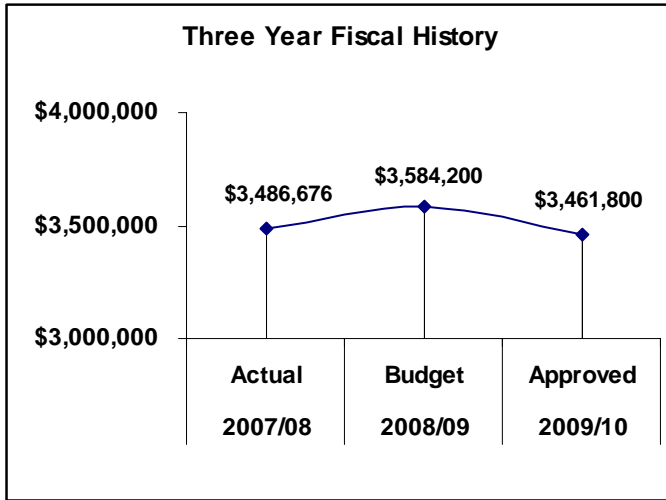 Three Year Fiscal History
$4,000,000
$3,584,200
$3,486,676
$3,461,800
$3,500,000
$3,000,000
Actual Budget Approved
2007/08 2008/09 2009/10